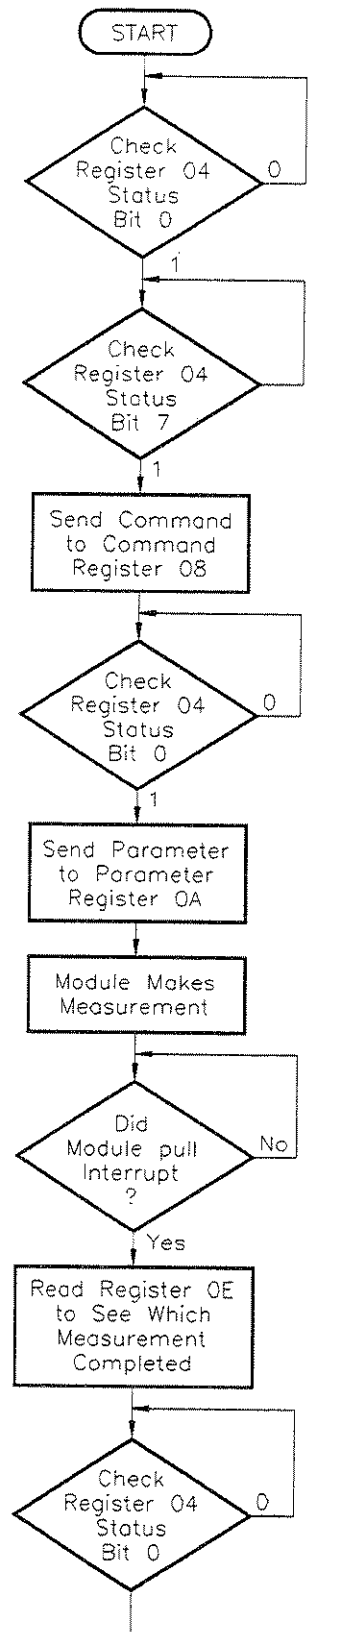 START
Check
Register 04
Status
Bit 0
0
1
Check
Register 04
Status
Bit 7
1
Send Command
to Command
Register 08
Check
Register 04
Status
Bit 0
0
1
Send Parameter
to Parameter
Register 0A
Module Makes
Measurement
Did
Module pull
Interrupt
?
No
Yes
Read Register 0E
to See Which
Measurement
Completed
Check
Register 04
Status
Bit 0
0